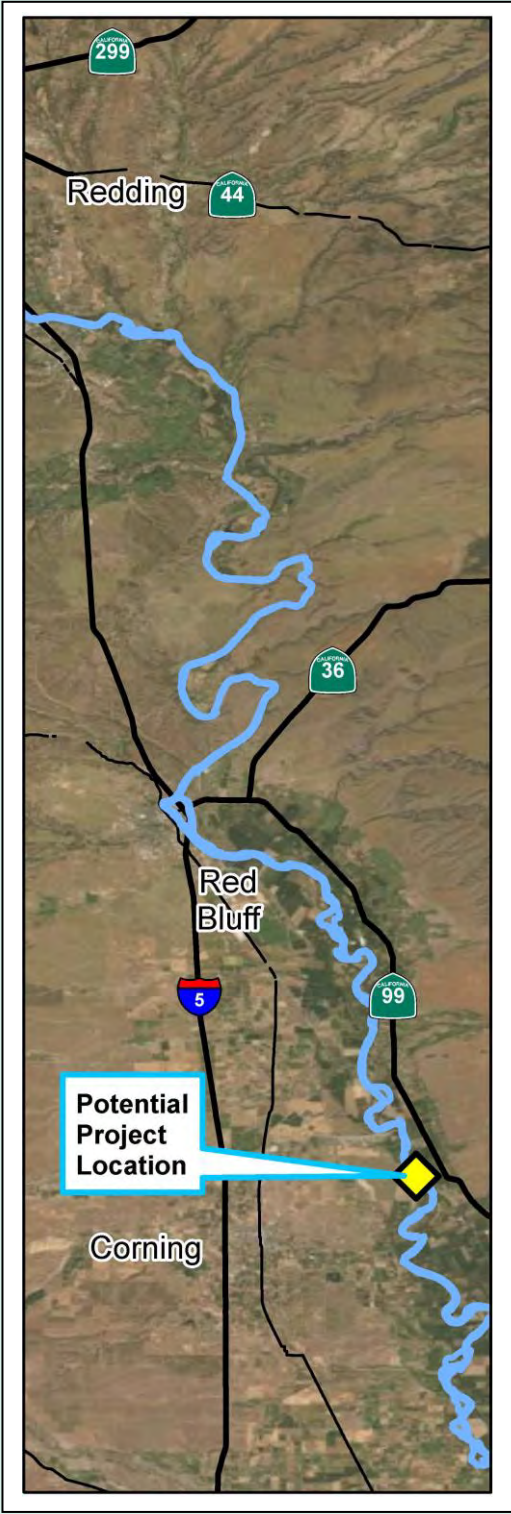 CALIFORNIA
299
Redding
CALIFORNIA
44
CALIFORNIA
36
Red
Bluff
5
CALIFORNIA
99
Potential
Project
Location
Corning